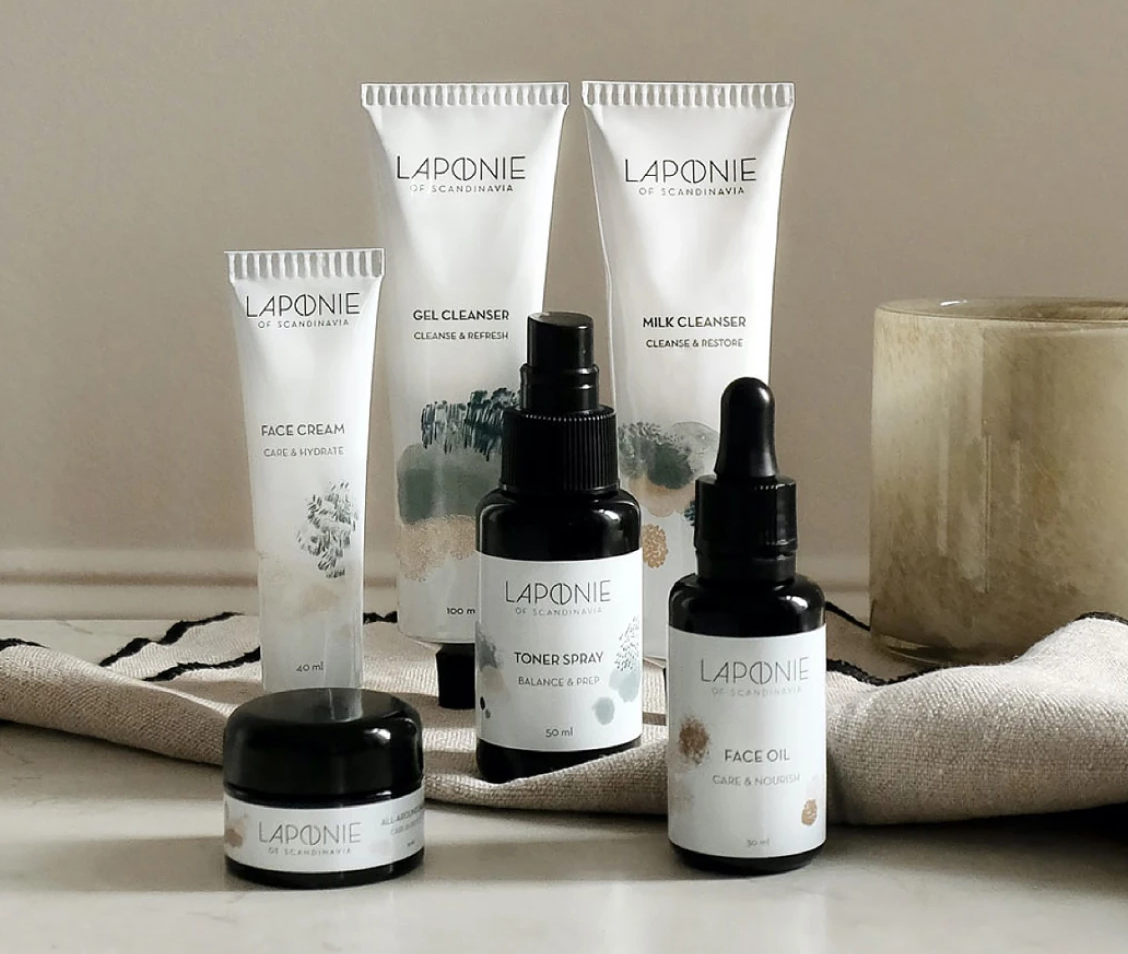 LAPONIE
OF SCANDINAVIA
GEL CLEANSER
CLEANSE & REFRESH
100 m
LAPONIE
OF SCANDINAVIA
MILK CLEANSER
CLEANSE & RESTORE
LAPONIE
OF SCANDINAVIA
FACE CREAM
CARE & HYDRATE
40 ml
LAPONIE
OF SCANDINAVIA
TONER SPRAY
BALANCE & PREP
50 ml
LAPONIE
OF SCANDINAVIA
FACE OIL
CARE & NOURISH
30 ml
LAPONIE
OF SCANDINAVIA
ALL-AROUND